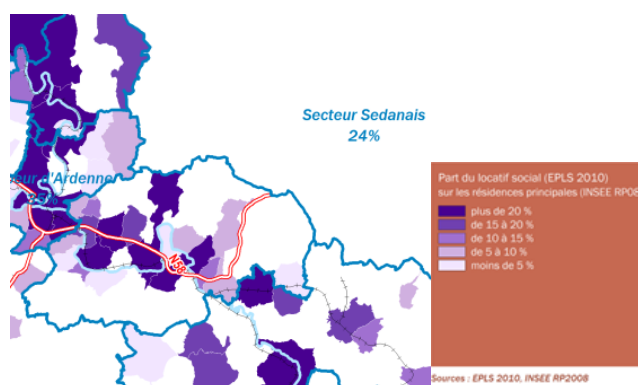 Secteur Sedanais
24%
eur d'Ardenne
N58
Part du locatif social (EPLS 2010)
sur les résidences principales (INSEE RP08
plus de 20 %
de 15 à 20 %
de 10 à 15 %
de 5 à 10 %
moins de 5 %
Sources : EPLS 2010, INSEE RP2008